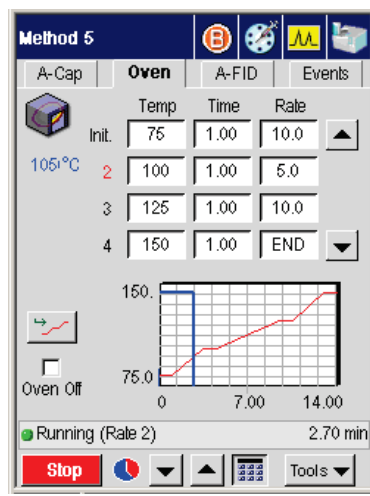 Method 5
B
A-Cap Oven A-FID Events
Temp Time Rate
Init. 75 1.00 10.0
105°C 2 100 1.00 5.0
3 125 1.00 10.0
4 150 1.00 END
150.
75.0
Oven Off
0 7.00 14.00
Running (Rate 2) 2.70 min
Stop Tools